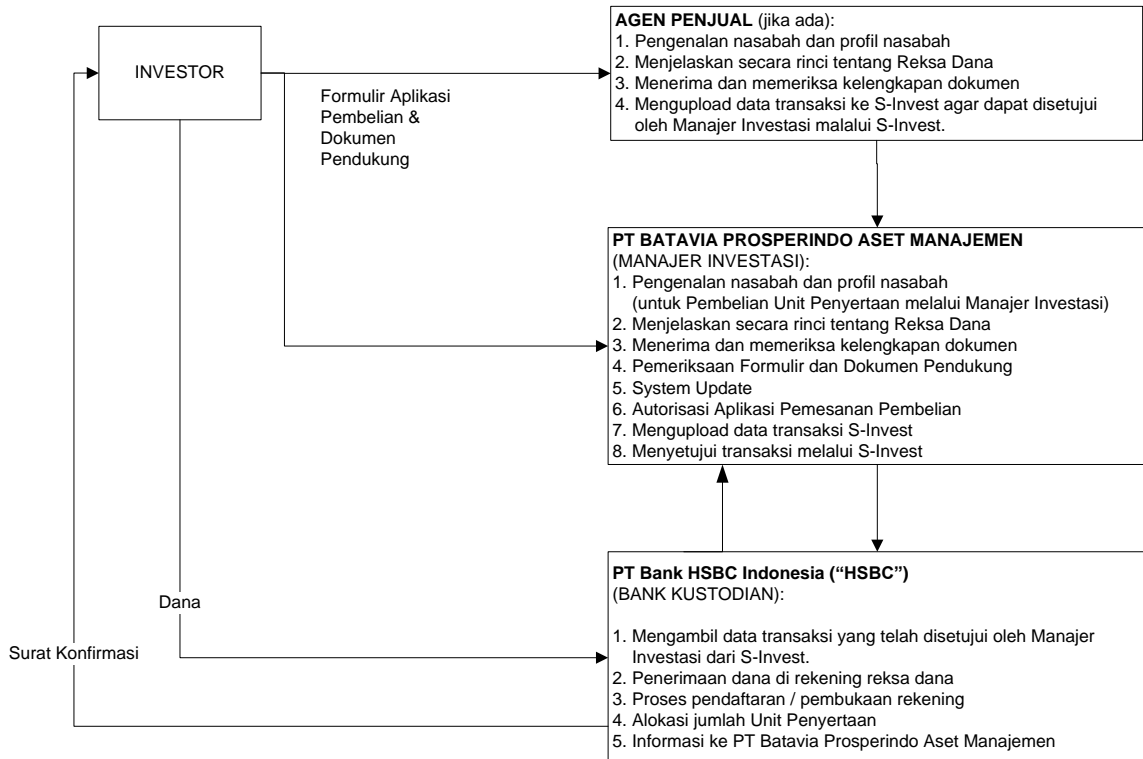 AGEN PENJUAL (jika ada):
1. Pengenalan nasabah dan profil nasabah
2. Menjelaskan secara rinci tentang Reksa Dana
3. Menerima dan memeriksa kelengkapan dokumen
4. Mengupload data transaksi ke S-Invest agar dapat disetujui
oleh Manajer Investasi malalui S-Invest.
INVESTOR
Formulir Aplikasi
Pembelian &
Dokumen
Pendukung
PT BATAVIA PROSPERINDO ASET MANAJEMEN
(MANAJER INVESTASI):
1. Pengenalan nasabah dan profil nasabah
(untuk Pembelian Unit Penyertaan melalui Manajer Investasi)
2. Menjelaskan secara rinci tentang Reksa Dana
3. Menerima dan memeriksa kelengkapan dokumen
4. Pemeriksaan Formulir dan Dokumen Pendukung
5. System Update
6. Autorisasi Aplikasi Pemesanan Pembelian
7. Mengupload data transaksi S-Invest
8. Menyetujui transaksi melalui S-Invest
Dana
Surat Konfirmasi
PT Bank HSBC Indonesia (“HSBC”)
(BANK KUSTODIAN):
1. Mengambil data transaksi yang telah disetujui oleh Manajer
Investasi dari S-Invest.
2. Penerimaan dana di rekening reksa dana
3. Proses pendaftaran / pembukaan rekening
4. Alokasi jumlah Unit Penyertaan
5. Informasi ke PT Batavia Prosperindo Aset Manajemen